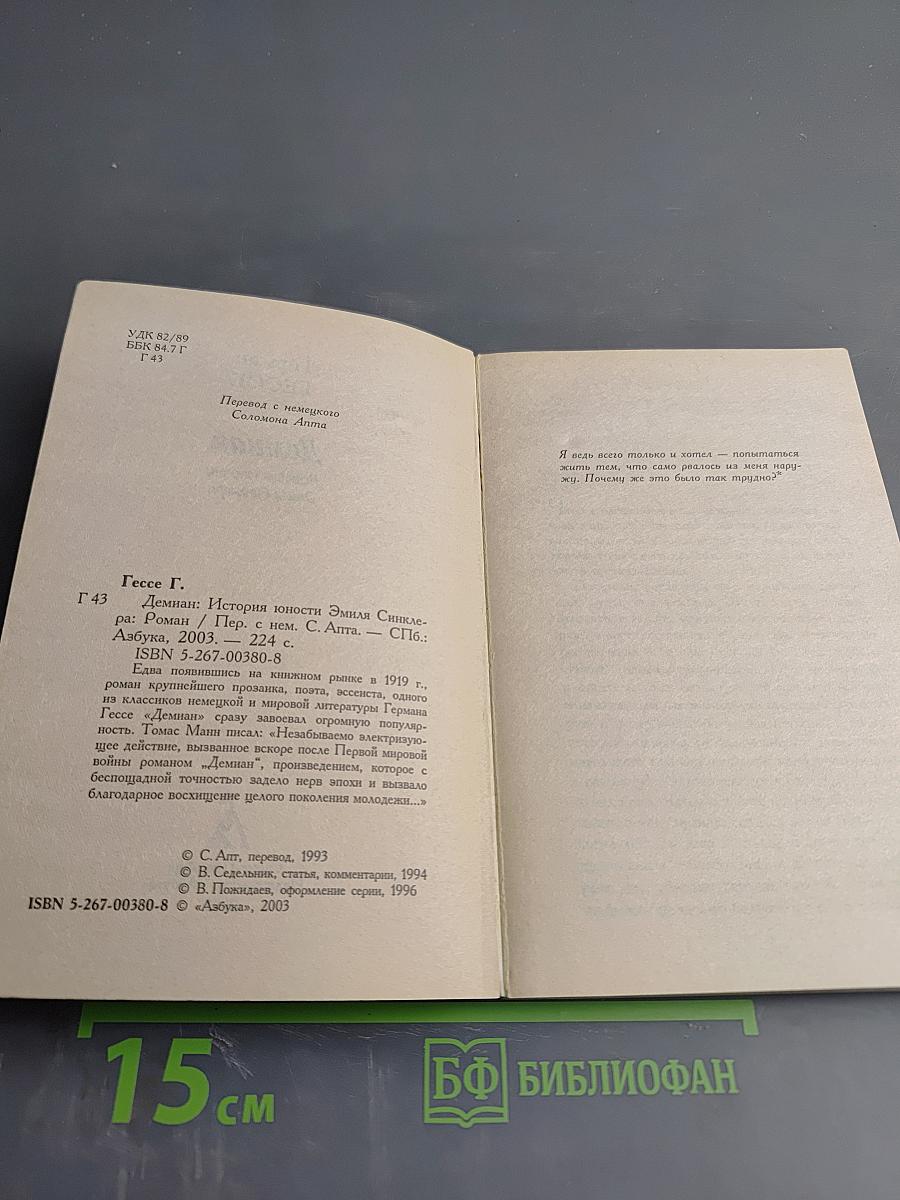 УДК 82/89
ББК 84.7 Г
Г 43
Перевод с немецкого
Соломона Апта
Гессе Г.
Г 43 Демиан: История юности Эмиля Синкле-
ра: Роман / Пер. с нем. С. Апта. — СПб.:
Азбука, 2003. — 224 с.
ISBN 5-267-00380-8
Едва появившись на книжном рынке в 1919 г.,
роман крупнейшего прозаика, поэта, эссеиста, одного
из классиков немецкой и мировой литературы Германа
Гессе «Демиан» сразу завоевал огромную популяр-
ность. Томас Манн писал: «Незабываемо электризую-
щее действие, вызванное вскоре после Первой мировой
войны романом „Демиан“, произведением, которое с
беспощадной точностью задело нерв эпохи и вызвало
благодарное восхищение целого поколения молодежи...»
© С. Апт, перевод, 1993
© В. Седельник, статья, комментарии, 1994
© В. Пожидаев, оформление серии, 1996
ISBN 5-267-00380-8 © «Азбука», 2003
Я ведь всего только и хотел — попытаться
жить тем, что само рвалось из меня нару-
жу. Почему же это было так трудно?*
15 см
БФ БИБЛИОФАН